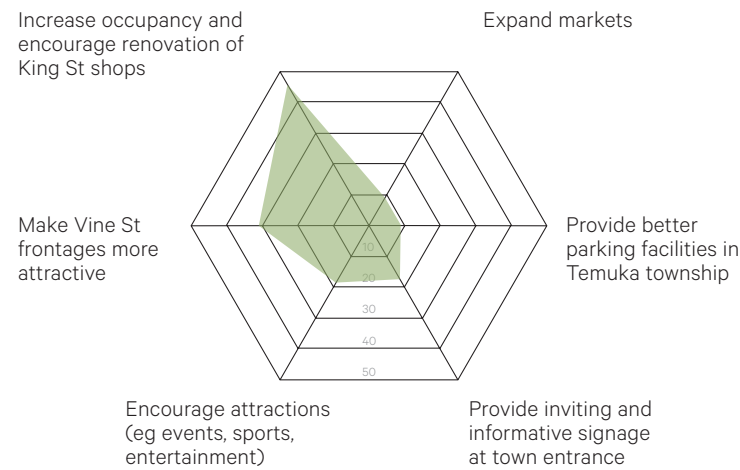 Increase occupancy and
encourage renovation of
King St shops
Expand markets
Make Vine St
frontages more
attractive
Provide better
parking facilities in
Temuka township
10
20
30
40
50
Encourage attractions
(eg events, sports,
entertainment)
Provide inviting and
informative signage
at town entrance